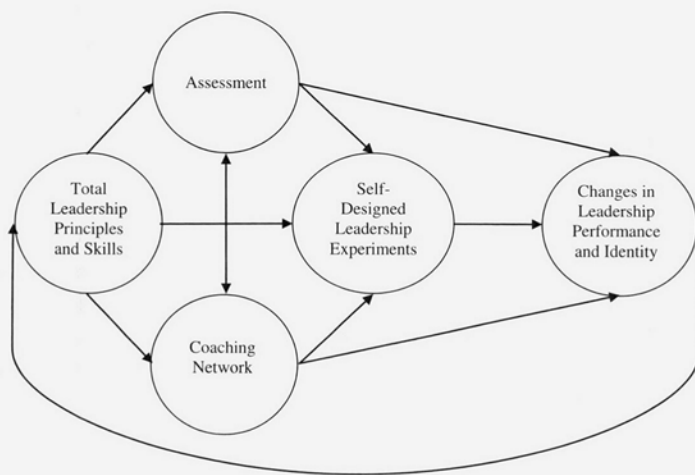 Assessment
Total
Leadership
Principles
and Skills
Self-
Designed
Leadership
Experiments
Changes in
Leadership
Performance
and Identity
Coaching
Network